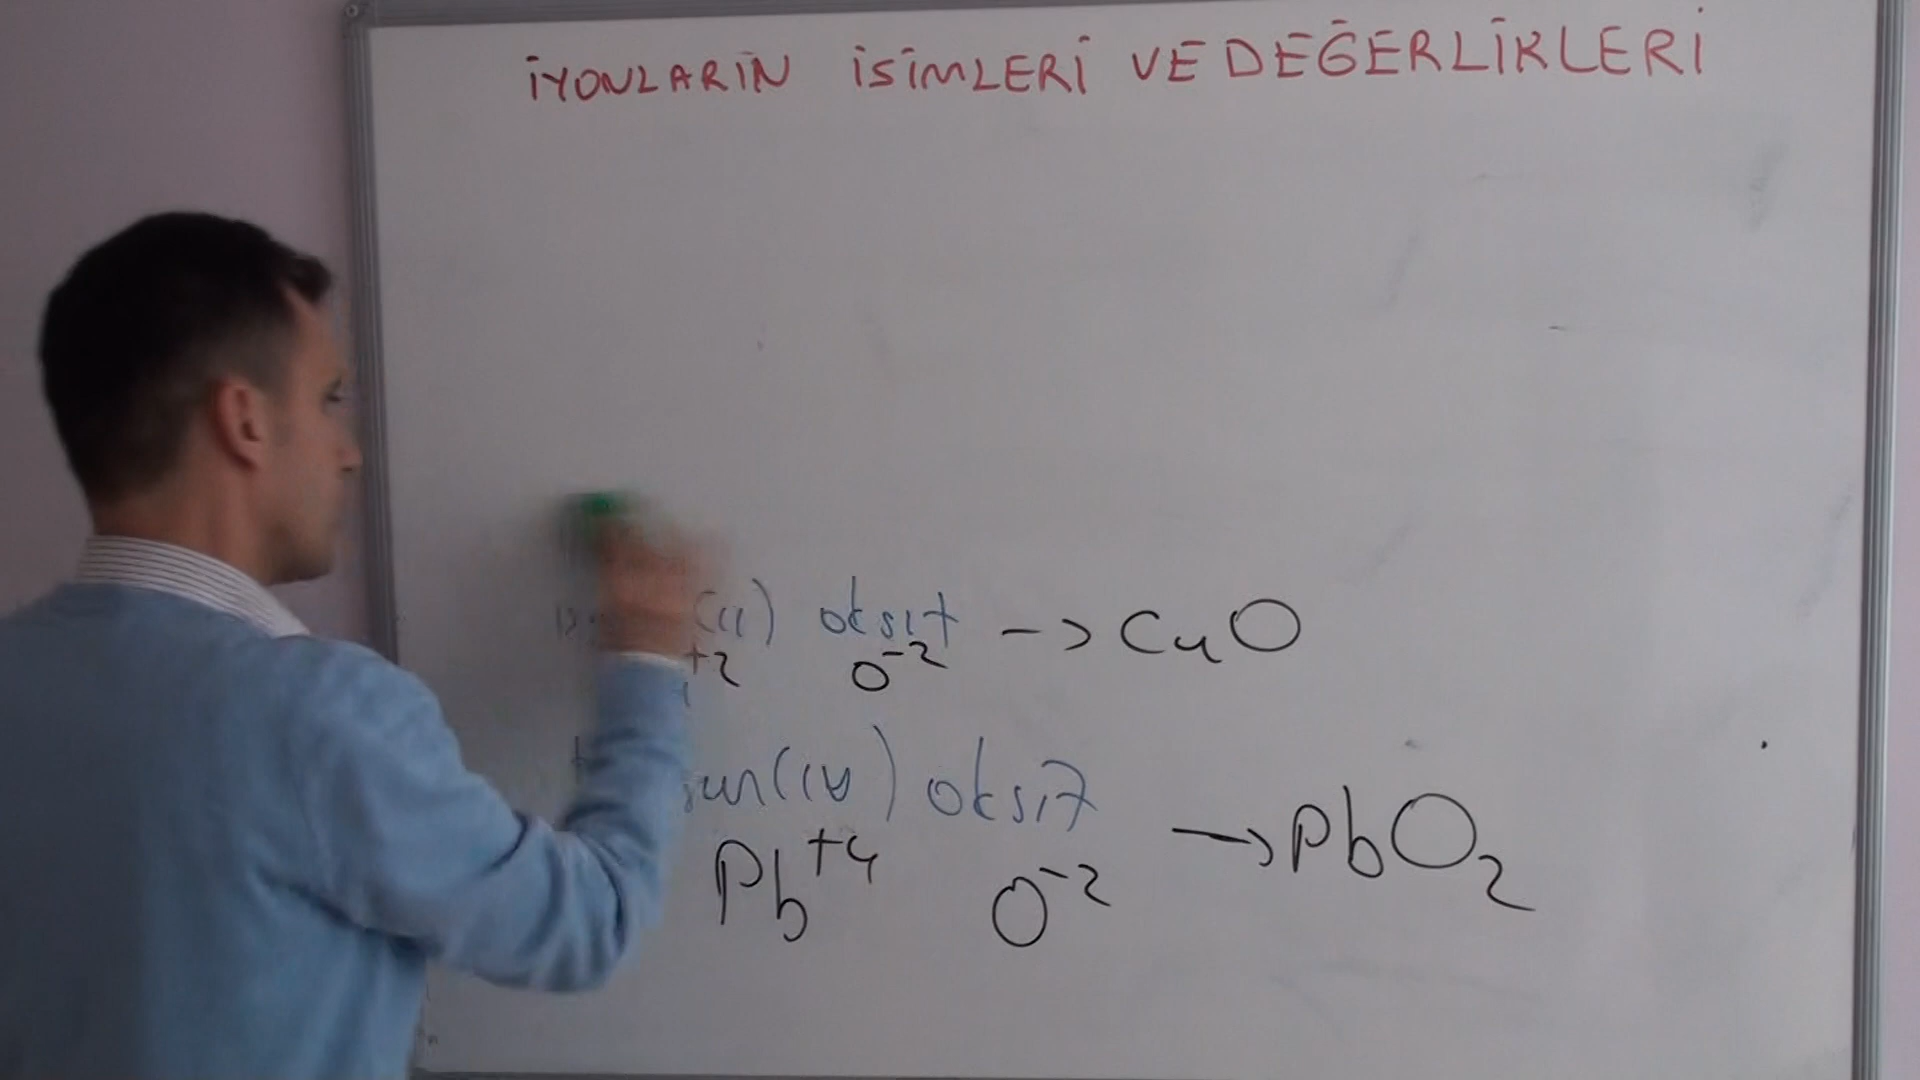 İYONLARIN İSİMLERİ VE DEĞERLİKLERİ
(II) oksit -> CuO
+2 O-2
(IV) oksit
Pb+4 O-2 -> PbO2